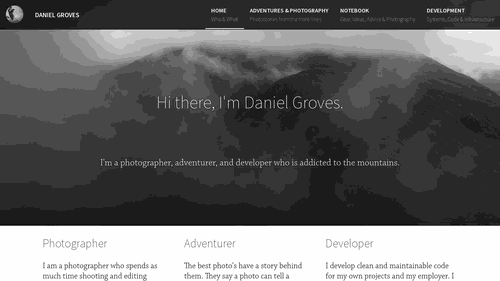 DANIEL GROVES
HOME
Who & What
ADVENTURES & PHOTOGRAPHY
Photostories from the front lines
NOTEBOOK
Gear, Ideas, Advice & Photography
DEVELOPMENT
Systems, Code & Infrastructure
Hi there, I'm Daniel Groves.
I'm a photographer, adventurer, and developer who is addicted to the mountains.
Photographer
I am a photographer who spends as
much time shooting and editing
Adventurer
The best photo's have a story behind
them. They say a photo can tell a
Developer
I develop clean and maintainable code
for my own projects and my employer. I